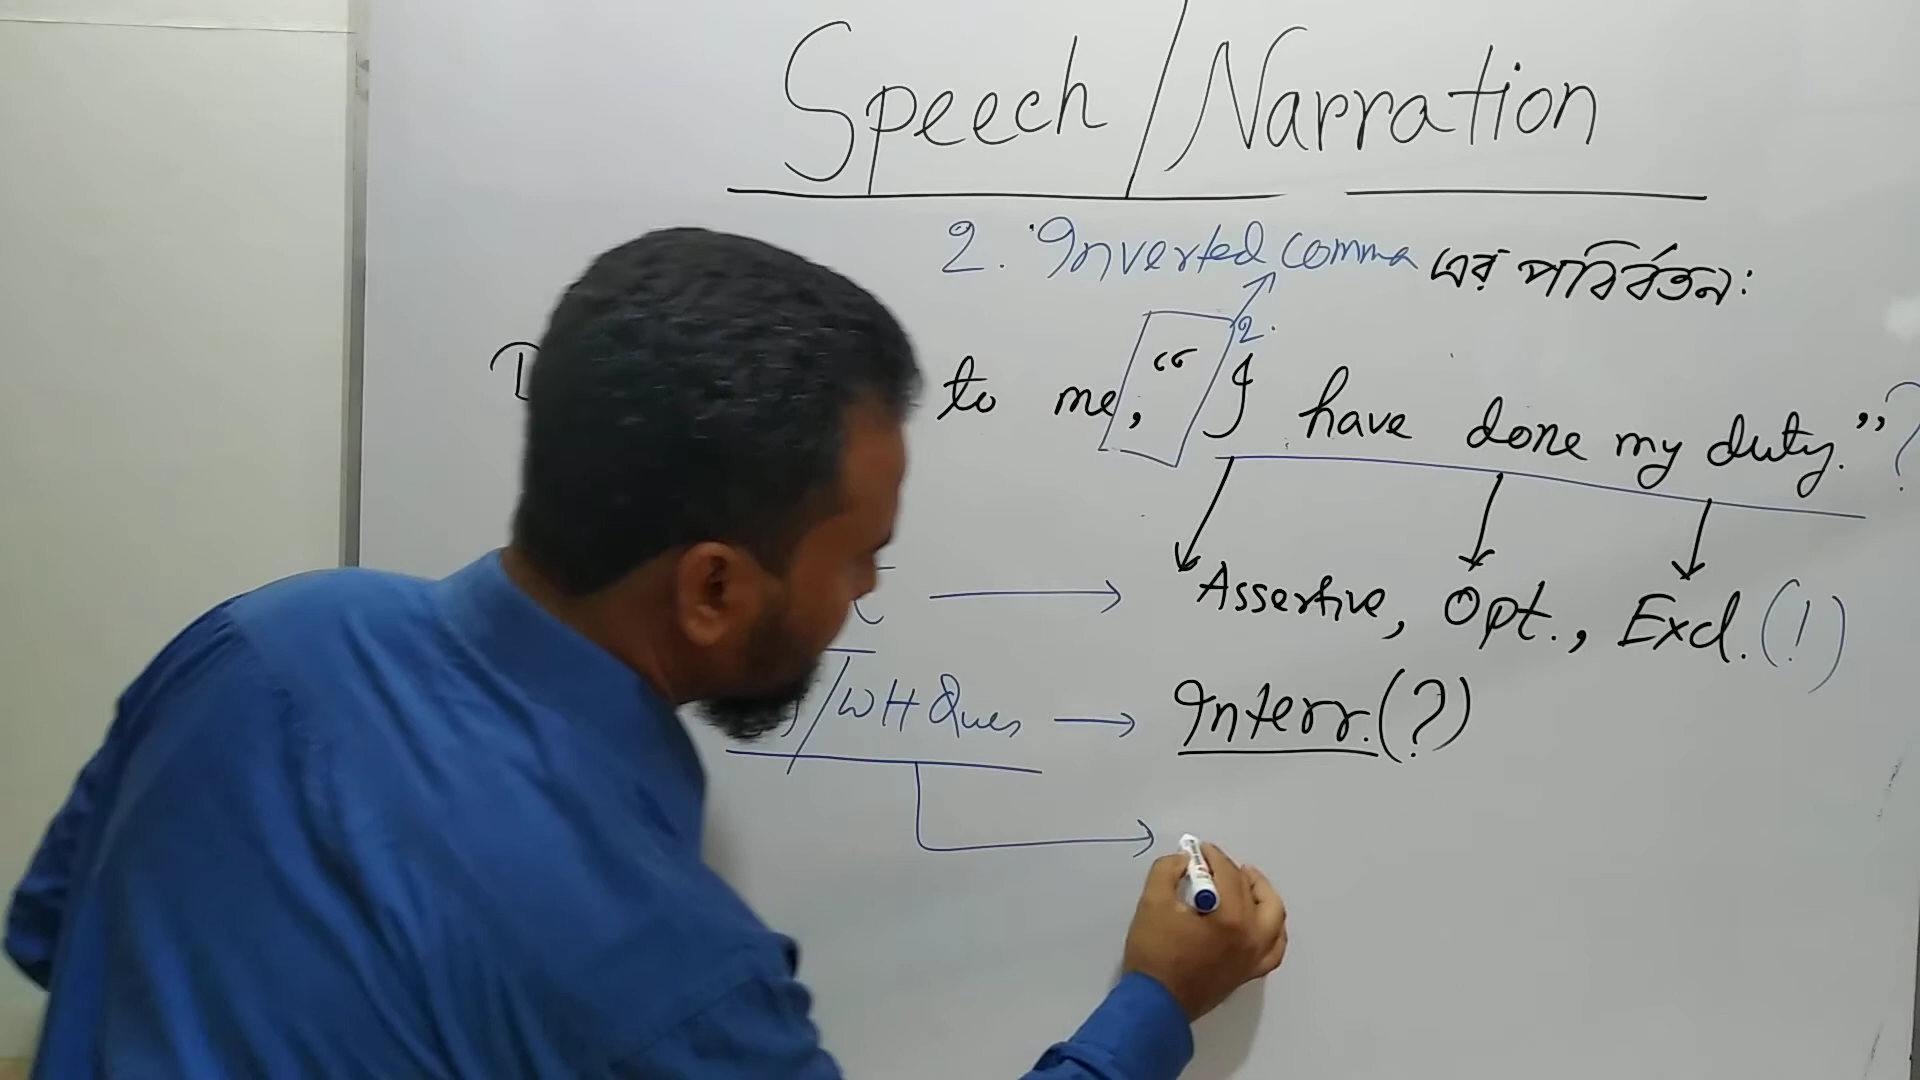 Speech/Narration
2. Inverted comma এর পরিবর্তন:
2.
to me, “I have done my duty.” ?
Assertive, Opt., Excl. (!)
/WH Ques → Interr. (?)